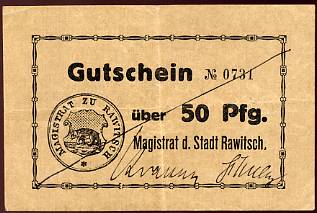 Gutschein № 0731
MAGISTRAT ZU RAWITSCH
über 50 Pfg.
Magistrat d. Stadt Rawitsch.